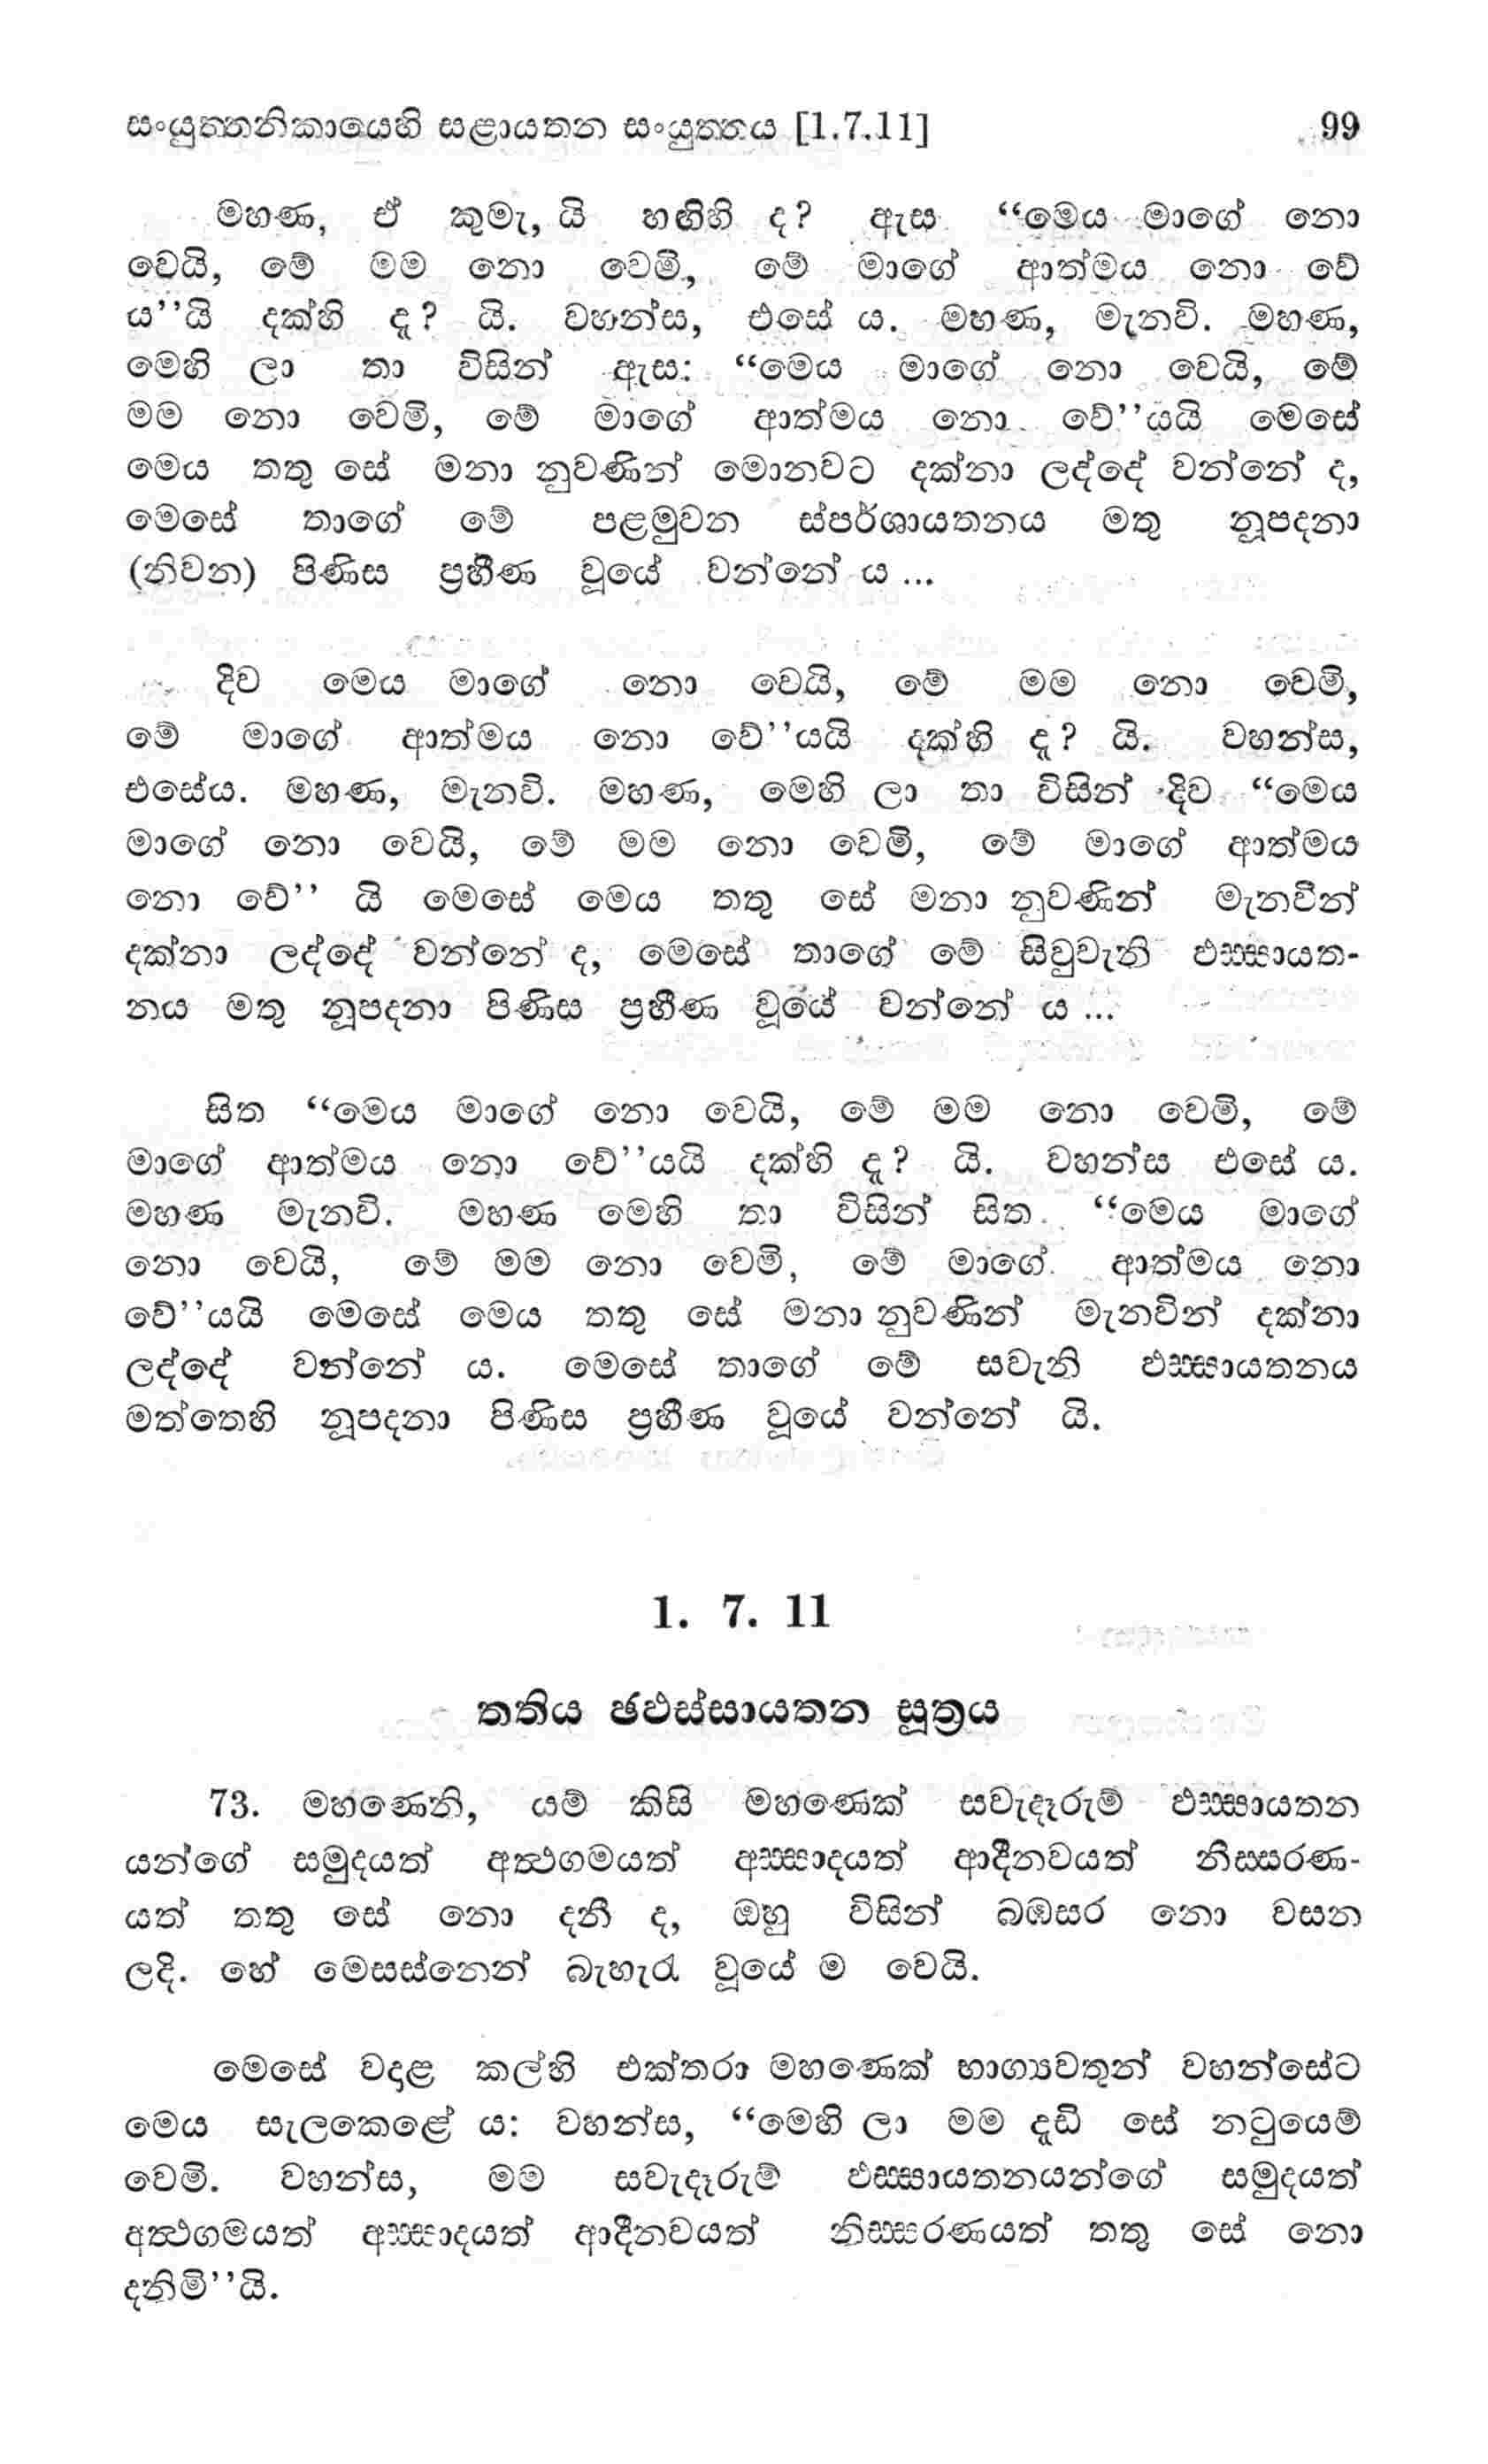 සංයුත්තනිකායෙහි සළායතන සංයුත්තය [1.7.11] 99
මහණ, ඒ කුමැ, යි හඟිහි ද? ඇස “මෙය මාගේ නො
වෙයි, මේ මම නො වෙමි, මේ මාගේ ආත්මය නො වේ
ය”යි දක්හි දැ? යි. වහන්ස, එසේ ය. මහණ, මැනවි. මහණ,
මෙහි ලා තා විසින් ඇස: “මෙය මාගේ නො වෙයි, මේ
මම නො වෙමි, මේ මාගේ ආත්මය නො වේ”යයි මෙසේ
මෙය තතු සේ මනා නුවණින් මොනවට දක්නා ලද්දේ වන්නේ ද,
මෙසේ තාගේ මේ පළමුවන ස්පර්ශායතනය මතු නූපදනා
(නිවන) පිණිස ප්‍රහීණ වූයේ වන්නේ ය ...
දිව මෙය මාගේ නො වෙයි, මේ මම නො වෙමි,
මේ මාගේ ආත්මය නො වේ”යයි දක්හි දැ? යි. වහන්ස,
එසේය. මහණ, මැනවි. මහණ, මෙහි ලා තා විසින් දිව “මෙය
මාගේ නො වෙයි, මේ මම නො වෙමි, මේ මාගේ ආත්මය
නො වේ” යි මෙසේ මෙය තතු සේ මනා නුවණින් මැනවින්
දක්නා ලද්දේ වන්නේ ද, මෙසේ තාගේ මේ සිවුවැනි ඵස්සායත-
නය මතු නූපදනා පිණිස ප්‍රහීණ වූයේ වන්නේ ය ...
සිත “මෙය මාගේ නො වෙයි, මේ මම නො වෙමි, මේ
මාගේ ආත්මය නො වේ”යයි දක්හි දැ? යි. වහන්ස එසේ ය.
මහණ මැනවි. මහණ මෙහි තා විසින් සිත “මෙය මාගේ
නො වෙයි, මේ මම නො වෙමි, මේ මාගේ ආත්මය නො
වේ”යයි මෙසේ මෙය තතු සේ මනා නුවණින් මැනවින් දක්නා
ලද්දේ වන්නේ ය. මෙසේ තාගේ මේ සවැනි ඵස්සායතනය
මත්තෙහි නූපදනා පිණිස ප්‍රහීණ වූයේ වන්නේ යි.
1. 7. 11
තතිය ඡඵස්සායතන සූත්‍රය
73. මහණෙනි, යම් කිසි මහණෙක් සවැදෑරුම් ඵස්සායතන
යන්ගේ සමුදයත් අත්ථගමයත් අස්සාදයත් ආදීනවයත් නිස්සරණ-
යත් තතු සේ නො දනී ද, ඔහු විසින් බඹසර නො වසන
ලදි. හේ මෙසස්නෙන් බැහැරැ වූයේ ම වෙයි.
මෙසේ වදාළ කල්හි එක්තරා මහණෙක් භාග්‍යවතුන් වහන්සේට
මෙය සැලකෙළේ ය: වහන්ස, “මෙහි ලා මම දැඩි සේ නටුයෙම්
වෙමි. වහන්ස, මම සවැදෑරුම් ඵස්සායතනයන්ගේ සමුදයත්
අත්ථගමයත් අස්සාදයත් ආදීනවයත් නිස්සරණයත් තතු සේ නො
දනිමි”යි.